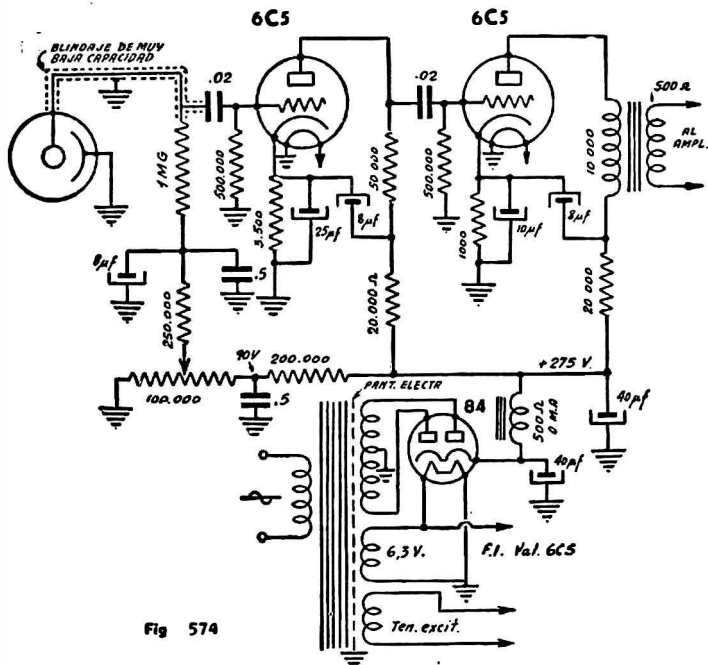 6C5
6C5
BLINDAJE DE MUY
BAJA CAPACIDAD
.02
.02
500 Ω
AL
AMPL.
10 000
1 MG
500.000
3.500
25µf
8µf
50 000
500.000
1000
10µf
8µf
8µf
.5
250.000
20.000 Ω
20 000
100.000
90V
200.000
+275 V.
.5
PANT. ELECTR
84
500 Ω
40µf
40µf
6,3 V.
F.I. Val. 6C5
Ten. excit.
Fig 574